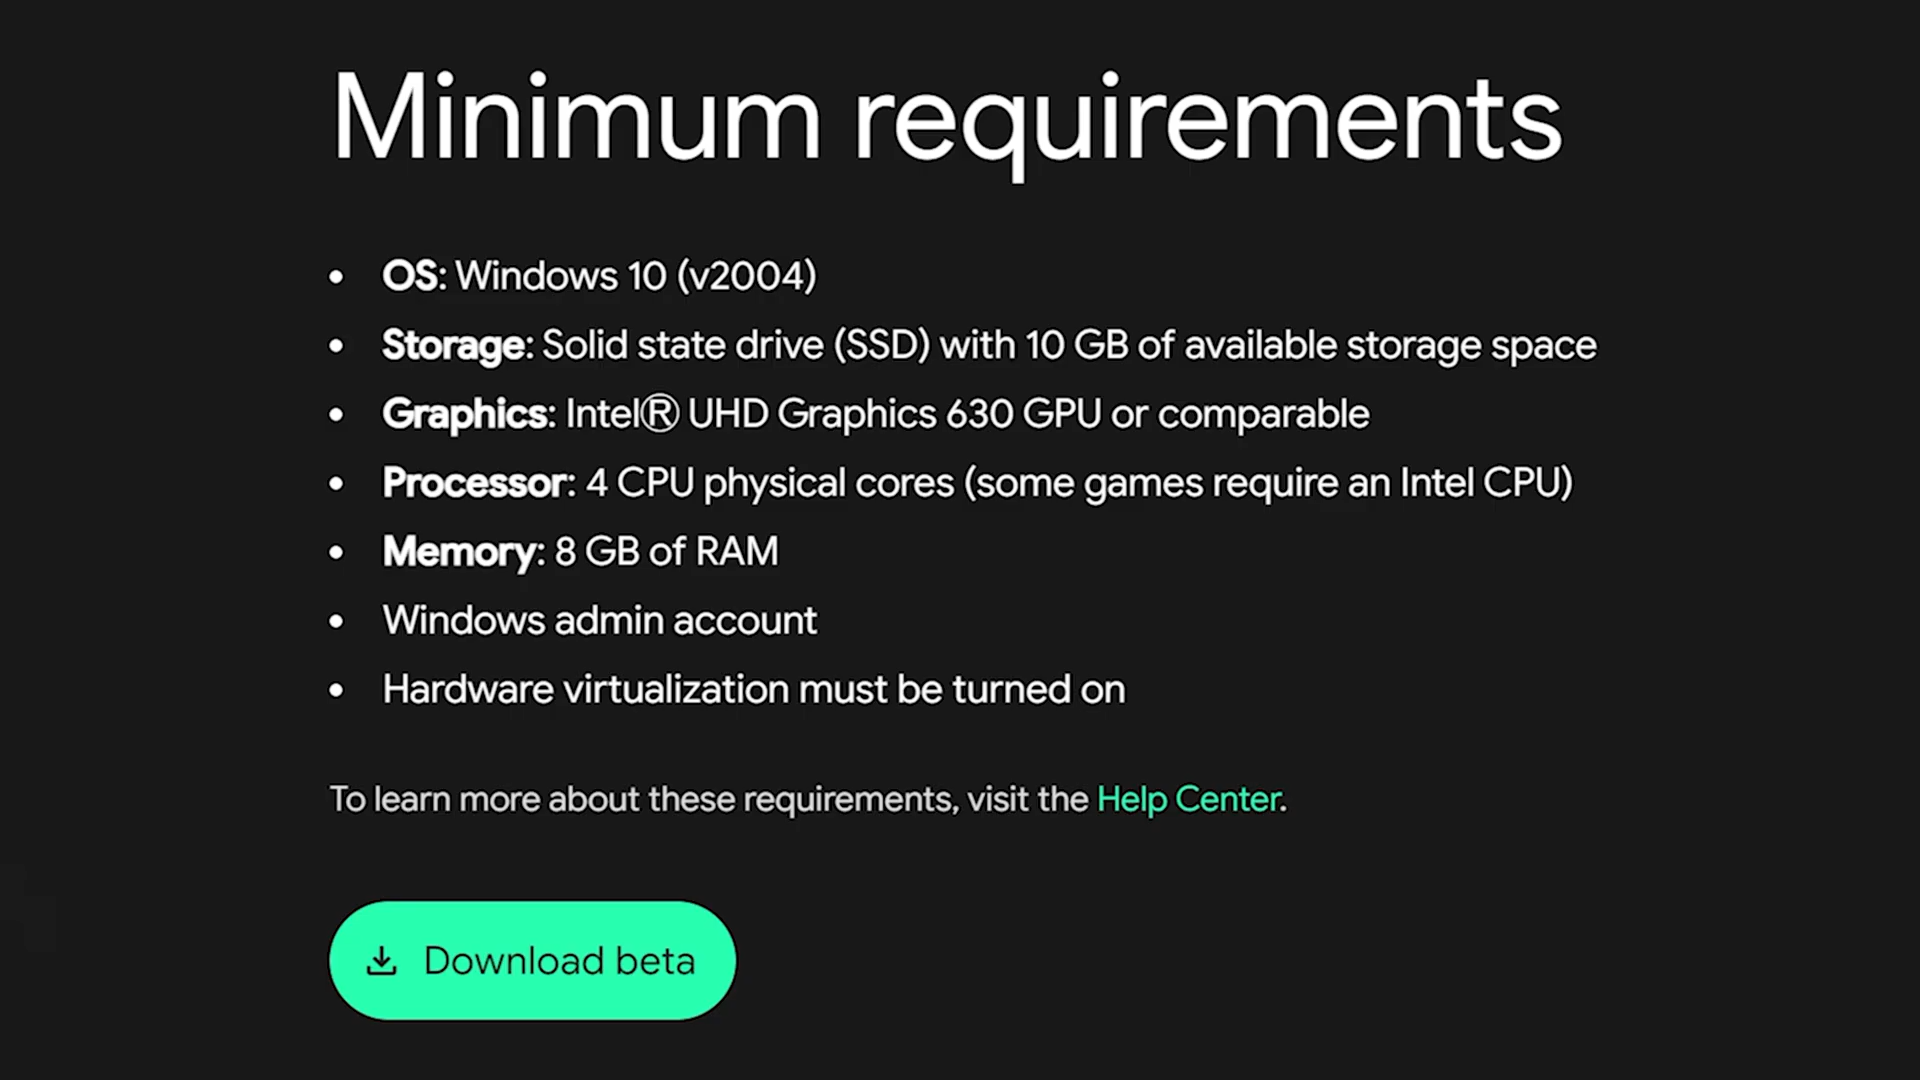 Minimum requirements
• OS: Windows 10 (v2004)
• Storage: Solid state drive (SSD) with 10 GB of available storage space
• Graphics: Intel® UHD Graphics 630 GPU or comparable
• Processor: 4 CPU physical cores (some games require an Intel CPU)
• Memory: 8 GB of RAM
• Windows admin account
• Hardware virtualization must be turned on
To learn more about these requirements, visit the Help Center.
Download beta